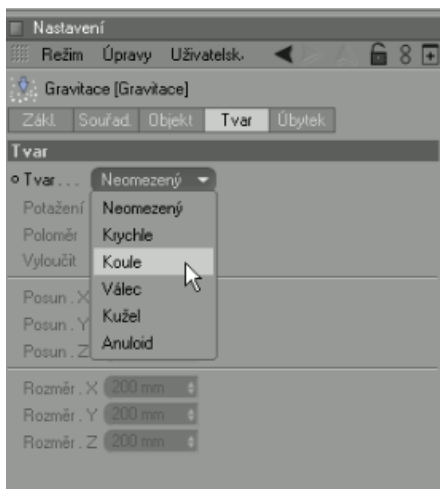 Nastavení
Režim Úpravy Uživatelsk.
Gravitace [Gravitace]
Zákl. Souřad. Objekt Tvar Úbytek
Tvar
Tvar . . . Neomezený
Potažení Neomezený
Poloměr Krychle
Vyloučit Koule
Posun . X Válec
Posun . Y Kužel
Posun . Z Anuloid
Rozměr . X 200 mm
Rozměr . Y 200 mm
Rozměr . Z 200 mm